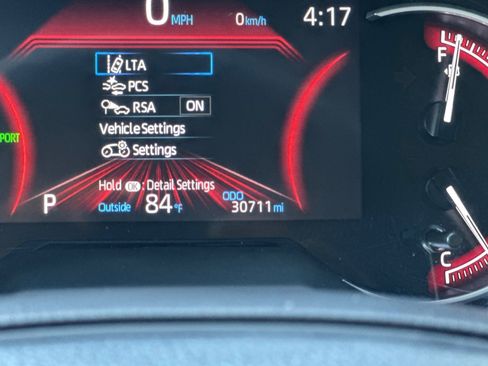 0 MPH 0 km/h 4:17
LTA
PCS
RSA ON
Vehicle Settings
Settings
Hold OK : Detail Settings
P Outside 84°F ODO 30711 mi
PORT
F
C